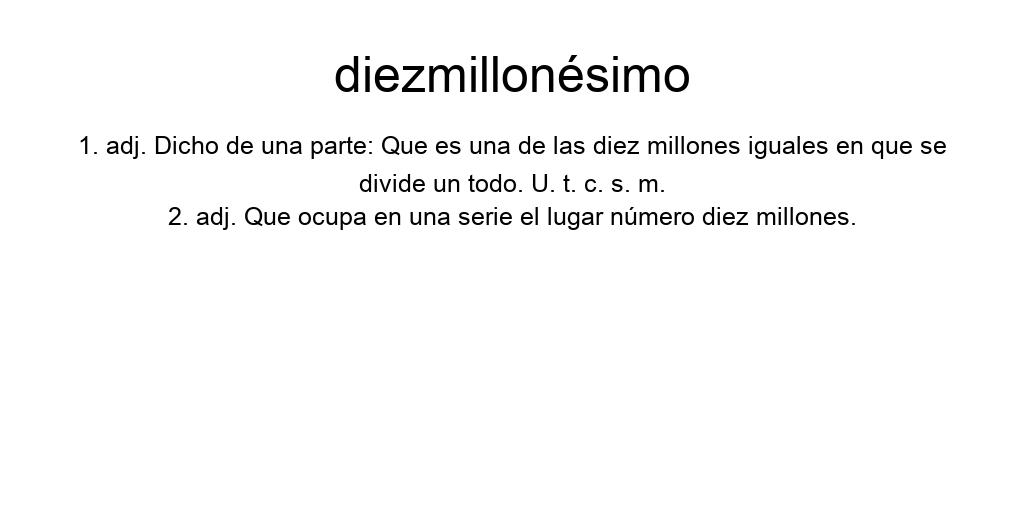 diezmillonésimo
1. adj. Dicho de una parte: Que es una de las diez millones iguales en que se
divide un todo. U. t. c. s. m.
2. adj. Que ocupa en una serie el lugar número diez millones.